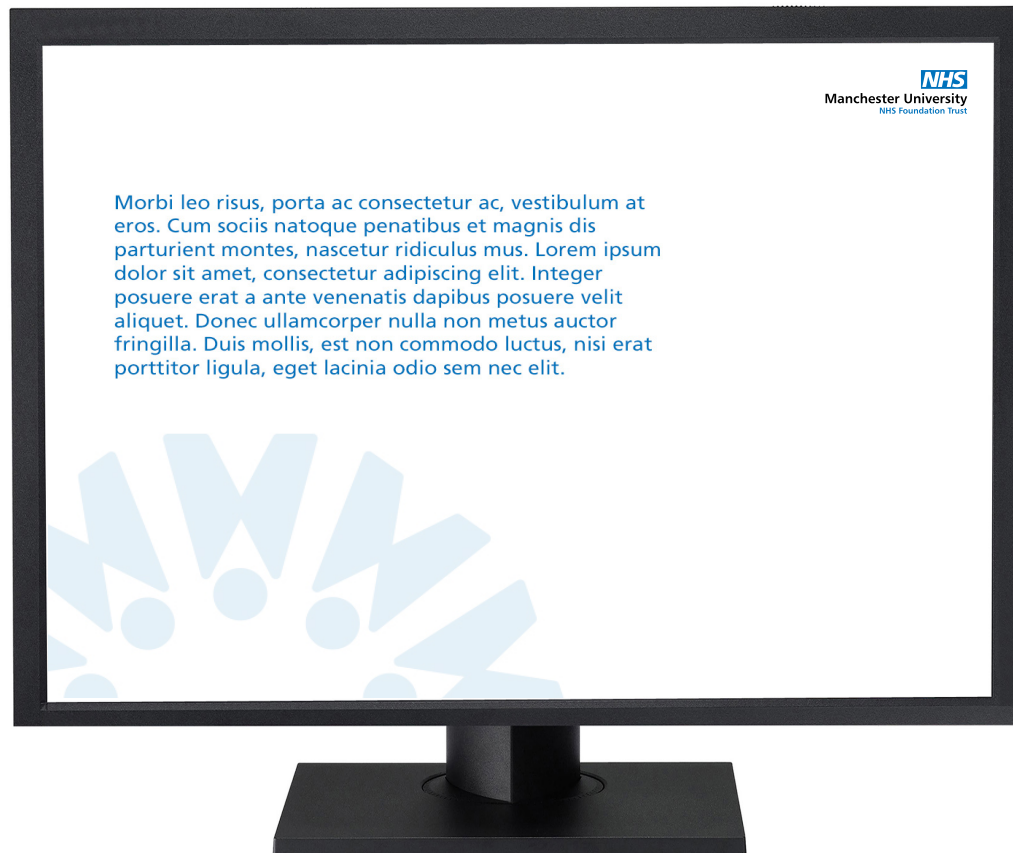 NHS
Manchester University
NHS Foundation Trust
Morbi leo risus, porta ac consectetur ac, vestibulum at
eros. Cum sociis natoque penatibus et magnis dis
parturient montes, nascetur ridiculus mus. Lorem ipsum
dolor sit amet, consectetur adipiscing elit. Integer
posuere erat a ante venenatis dapibus posuere velit
aliquet. Donec ullamcorper nulla non metus auctor
fringilla. Duis mollis, est non commodo luctus, nisi erat
porttitor ligula, eget lacinia odio sem nec elit.